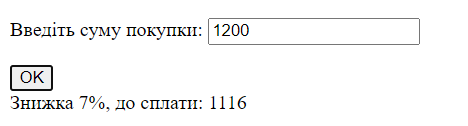 Введіть суму покупки: 1200
OK
Знижка 7%, до сплати: 1116